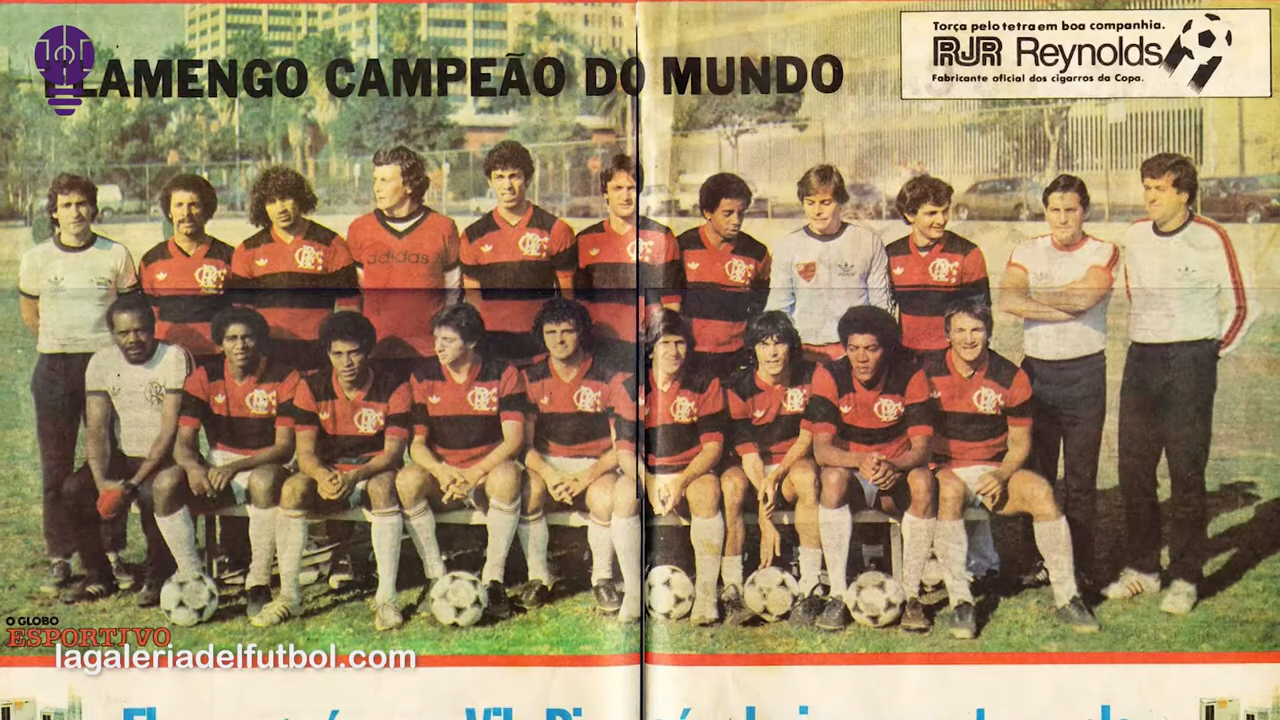 FLAMENGO CAMPEÃO DO MUNDO
Torça pelo tetra em boa companhia.
RJR Reynolds
Fabricante oficial dos cigarros da Copa.
adidas
O GLOBO
ESPORTIVO
lagaleriadelfutbol.com